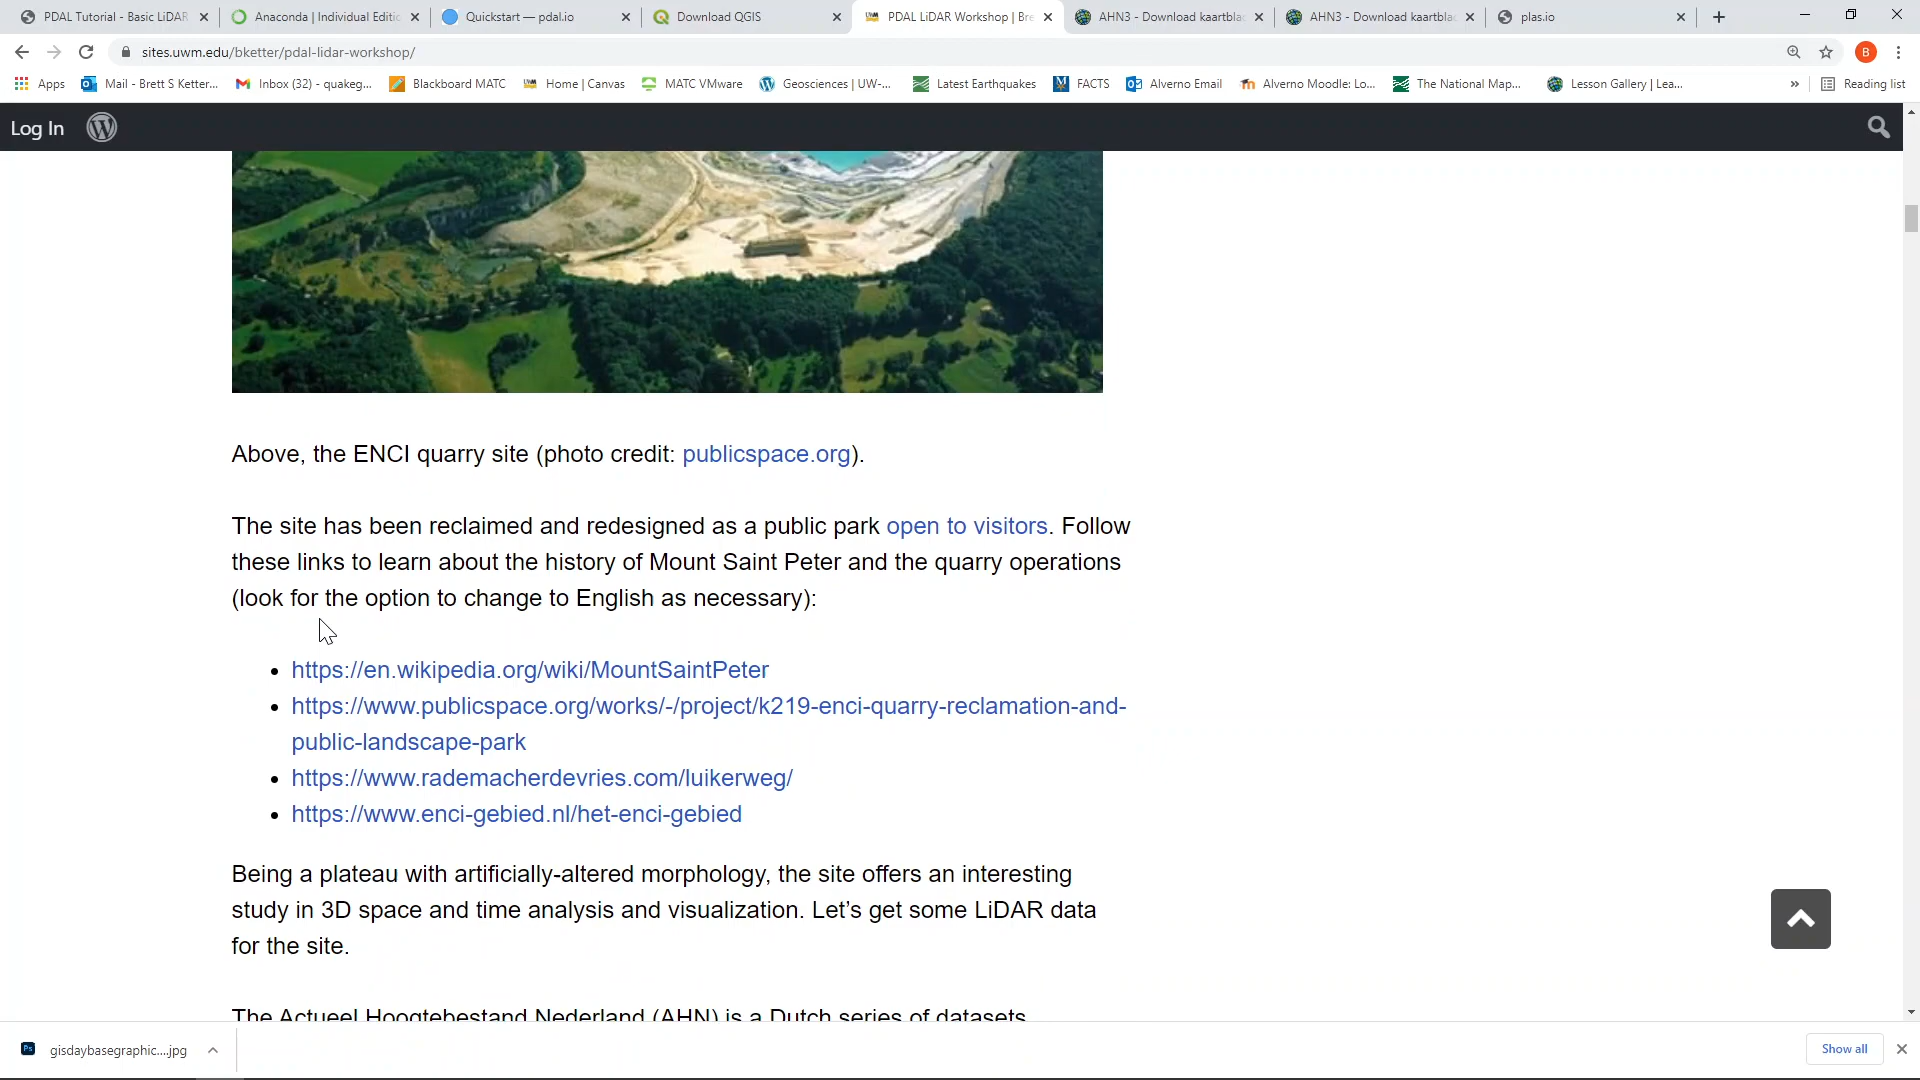 PDAL Tutorial - Basic LiDAR
Anaconda | Individual Editic
Quickstart — pdal.io
Download QGIS
PDAL LiDAR Workshop | Bre
AHN3 - Download kaartbla
AHN3 - Download kaartbla
plas.io
sites.uwm.edu/bketter/pdal-lidar-workshop/
B
Apps
Mail - Brett S Ketter...
Inbox (32) - quakeg...
Blackboard MATC
Home | Canvas
MATC VMware
Geosciences | UW-...
Latest Earthquakes
FACTS
Alverno Email
Alverno Moodle: Lo...
The National Map...
Lesson Gallery | Lea...
»
Reading list
Log In
Above, the ENCI quarry site (photo credit: publicspace.org).
The site has been reclaimed and redesigned as a public park open to visitors. Follow
these links to learn about the history of Mount Saint Peter and the quarry operations
(look for the option to change to English as necessary):
• https://en.wikipedia.org/wiki/MountSaintPeter
• https://www.publicspace.org/works/-/project/k219-enci-quarry-reclamation-and-
public-landscape-park
• https://www.rademacherdevries.com/luikerweg/
• https://www.enci-gebied.nl/het-enci-gebied
Being a plateau with artificially-altered morphology, the site offers an interesting
study in 3D space and time analysis and visualization. Let's get some LiDAR data
for the site.
The Actueel Hoogtebestand Nederland (AHN) is a Dutch series of datasets
Ps
gisdaybasegraphic....jpg
Show all